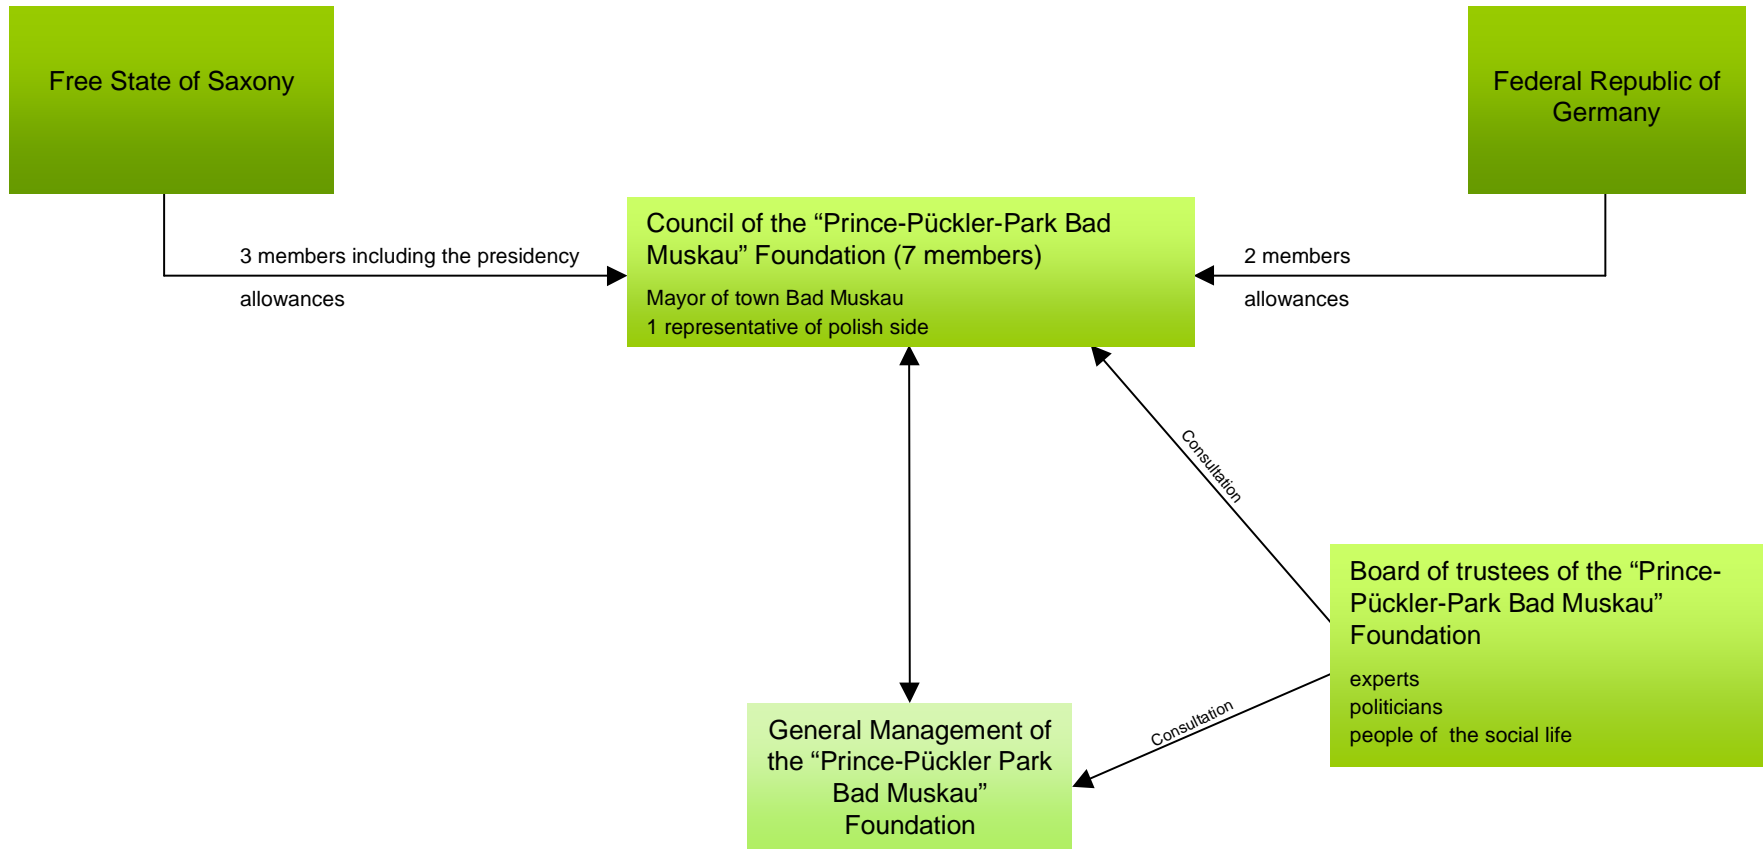 Free State of Saxony
Federal Republic of
Germany
Council of the “Prince-Pückler-Park Bad
Muskau” Foundation (7 members)
Mayor of town Bad Muskau
1 representative of polish side
3 members including the presidency
allowances
2 members
allowances
Consultation
Board of trustees of the “Prince-
Pückler-Park Bad Muskau”
Foundation
experts
politicians
people of the social life
Consultation
General Management of
the “Prince-Pückler Park
Bad Muskau”
Foundation